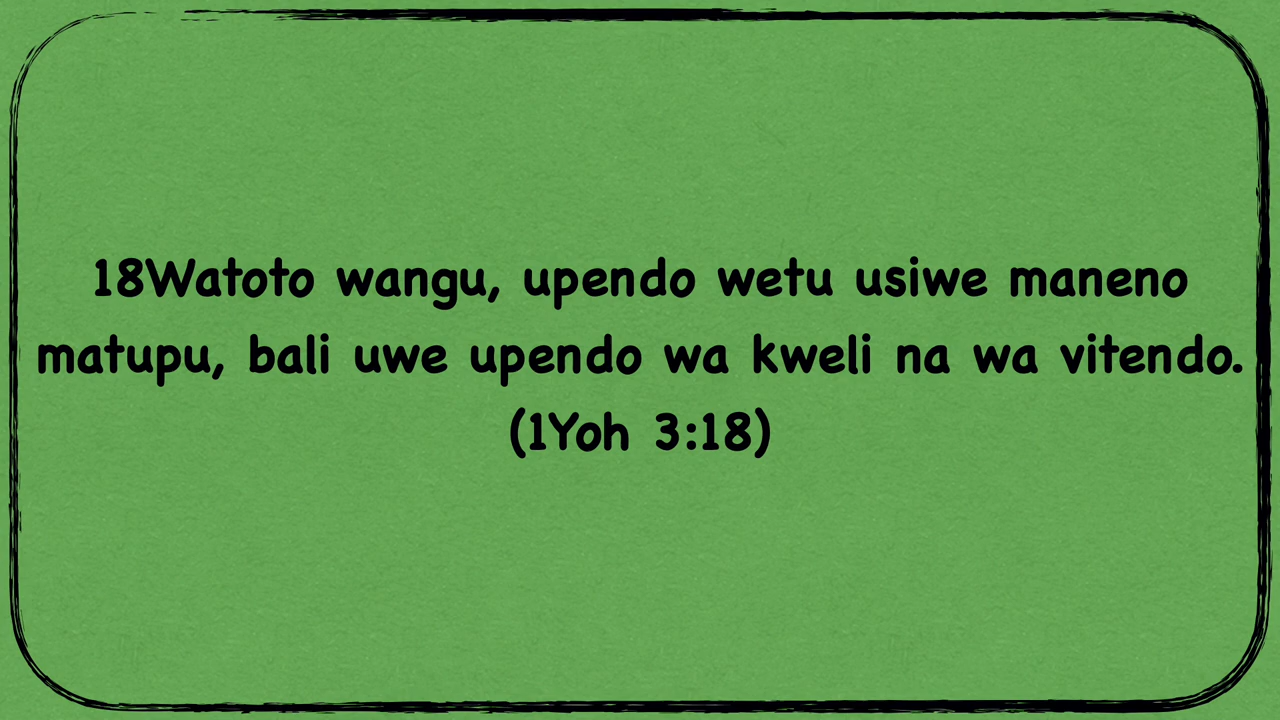 18Watoto wangu, upendo wetu usiwe maneno
matupu, bali uwe upendo wa kweli na wa vitendo.
(1Yoh 3:18)